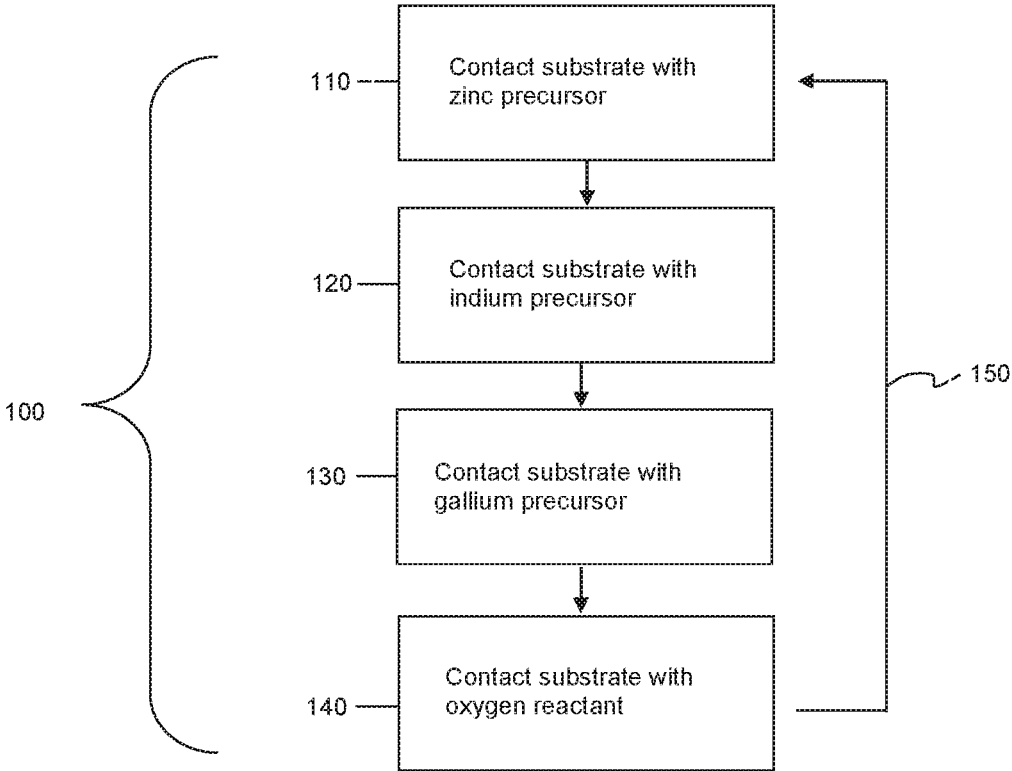 110
Contact substrate with
zinc precursor
120
Contact substrate with
indium precursor
150
100
130
Contact substrate with
gallium precursor
140
Contact substrate with
oxygen reactant